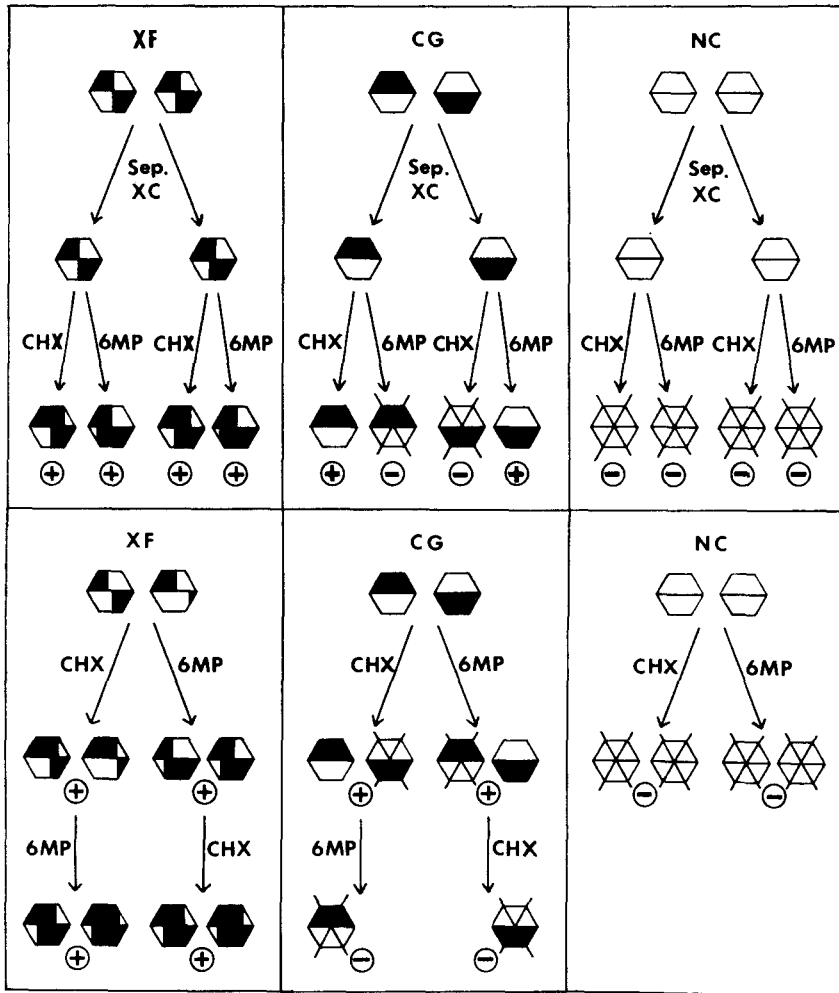 XF CG NC
Sep. Sep. Sep.
XC XC XC
CHX 6MP CHX 6MP CHX 6MP CHX 6MP CHX 6MP CHX 6MP
+ + + + + − − + − − − −
XF CG NC
CHX 6MP CHX 6MP CHX 6MP
+ + + + − −
6MP CHX 6MP CHX
+ + − −